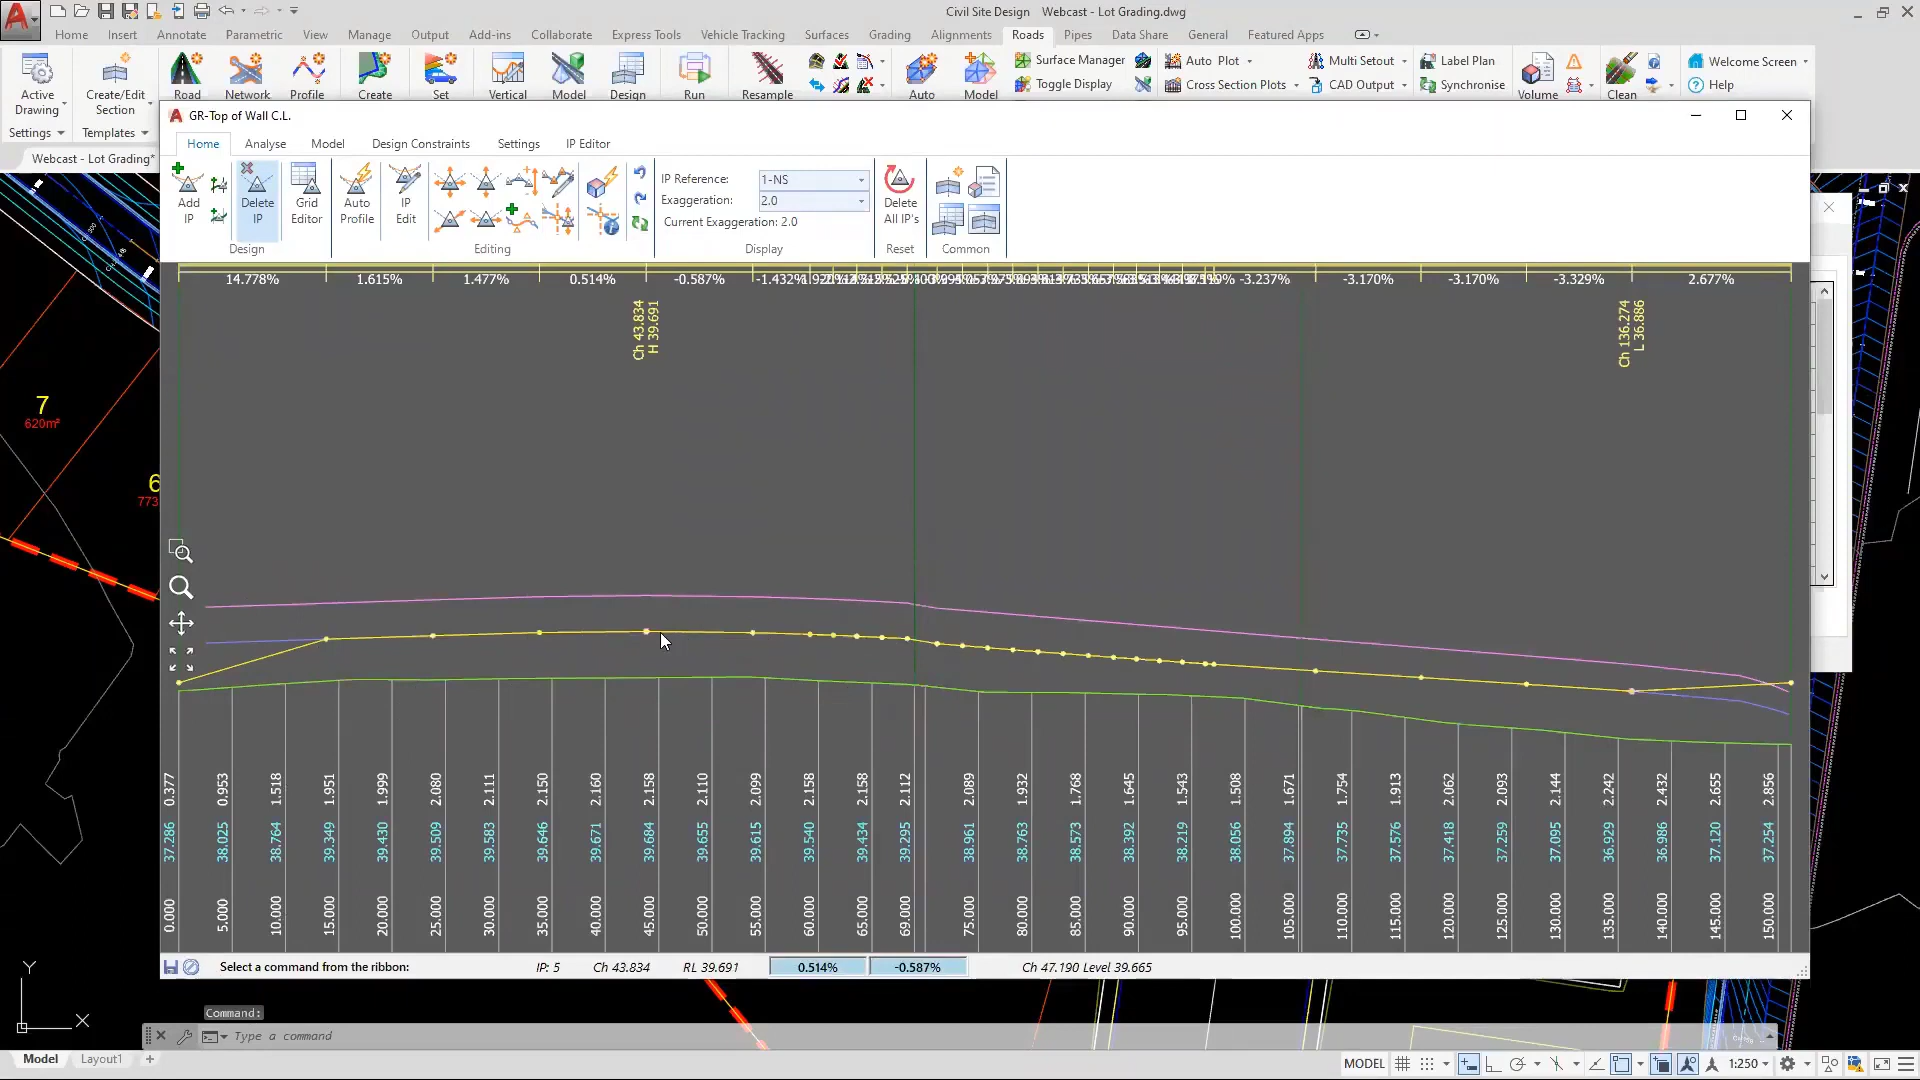 Civil Site Design    Webcast - Lot Grading.dwg
Home Insert Annotate Parametric View Manage Output Add-ins Collaborate Express Tools Vehicle Tracking Surfaces Grading Alignments Roads Pipes Data Share General Featured Apps
Active Drawing
Create/Edit Section
Road Network Profile Create Set Vertical Model Design Run Resample
Surface Manager
Toggle Display
Auto Model
Auto Plot
Cross Section Plots
Multi Setout
CAD Output
Label Plan
Synchronise
Volume Clean
Welcome Screen
Help
Settings
Templates
Webcast - Lot Grading*
GR-Top of Wall C.L.
Home Analyse Model Design Constraints Settings IP Editor
Add IP
Delete IP
Grid Editor
Auto Profile
IP Edit
IP Reference: 1-NS
Exaggeration: 2.0
Current Exaggeration: 2.0
Delete All IP's
Design Editing Display Reset Common
14.778% 1.615% 1.477% 0.514% -0.587% -1.432% -3.237% -3.170% -3.170% -3.329% 2.677%
Ch 43.834
H 39.691
Ch 136.274
L 36.886
7
620m²
6
773
0.377 0.953 1.518 1.951 1.999 2.080 2.111 2.150 2.160 2.158 2.110 2.099 2.158 2.158 2.112 2.089 1.932 1.768 1.645 1.543 1.508 1.671 1.754 1.913 2.062 2.093 2.144 2.242 2.432 2.655 2.856
37.286 38.025 38.764 39.349 39.430 39.509 39.583 39.646 39.671 39.684 39.655 39.615 39.540 39.434 39.295 38.961 38.763 38.573 38.392 38.219 38.056 37.894 37.735 37.576 37.418 37.259 37.095 36.929 36.986 37.120 37.254
0.000 5.000 10.000 15.000 20.000 25.000 30.000 35.000 40.000 45.000 50.000 55.000 60.000 65.000 69.000 75.000 80.000 85.000 90.000 95.000 100.000 105.000 110.000 115.000 120.000 125.000 130.000 135.000 140.000 145.000 150.000
Select a command from the ribbon: IP: 5 Ch 43.834 RL 39.691 0.514% -0.587% Ch 47.190 Level 39.665
Y
X
Command:
Type a command
Model Layout1 +
MODEL 1:250